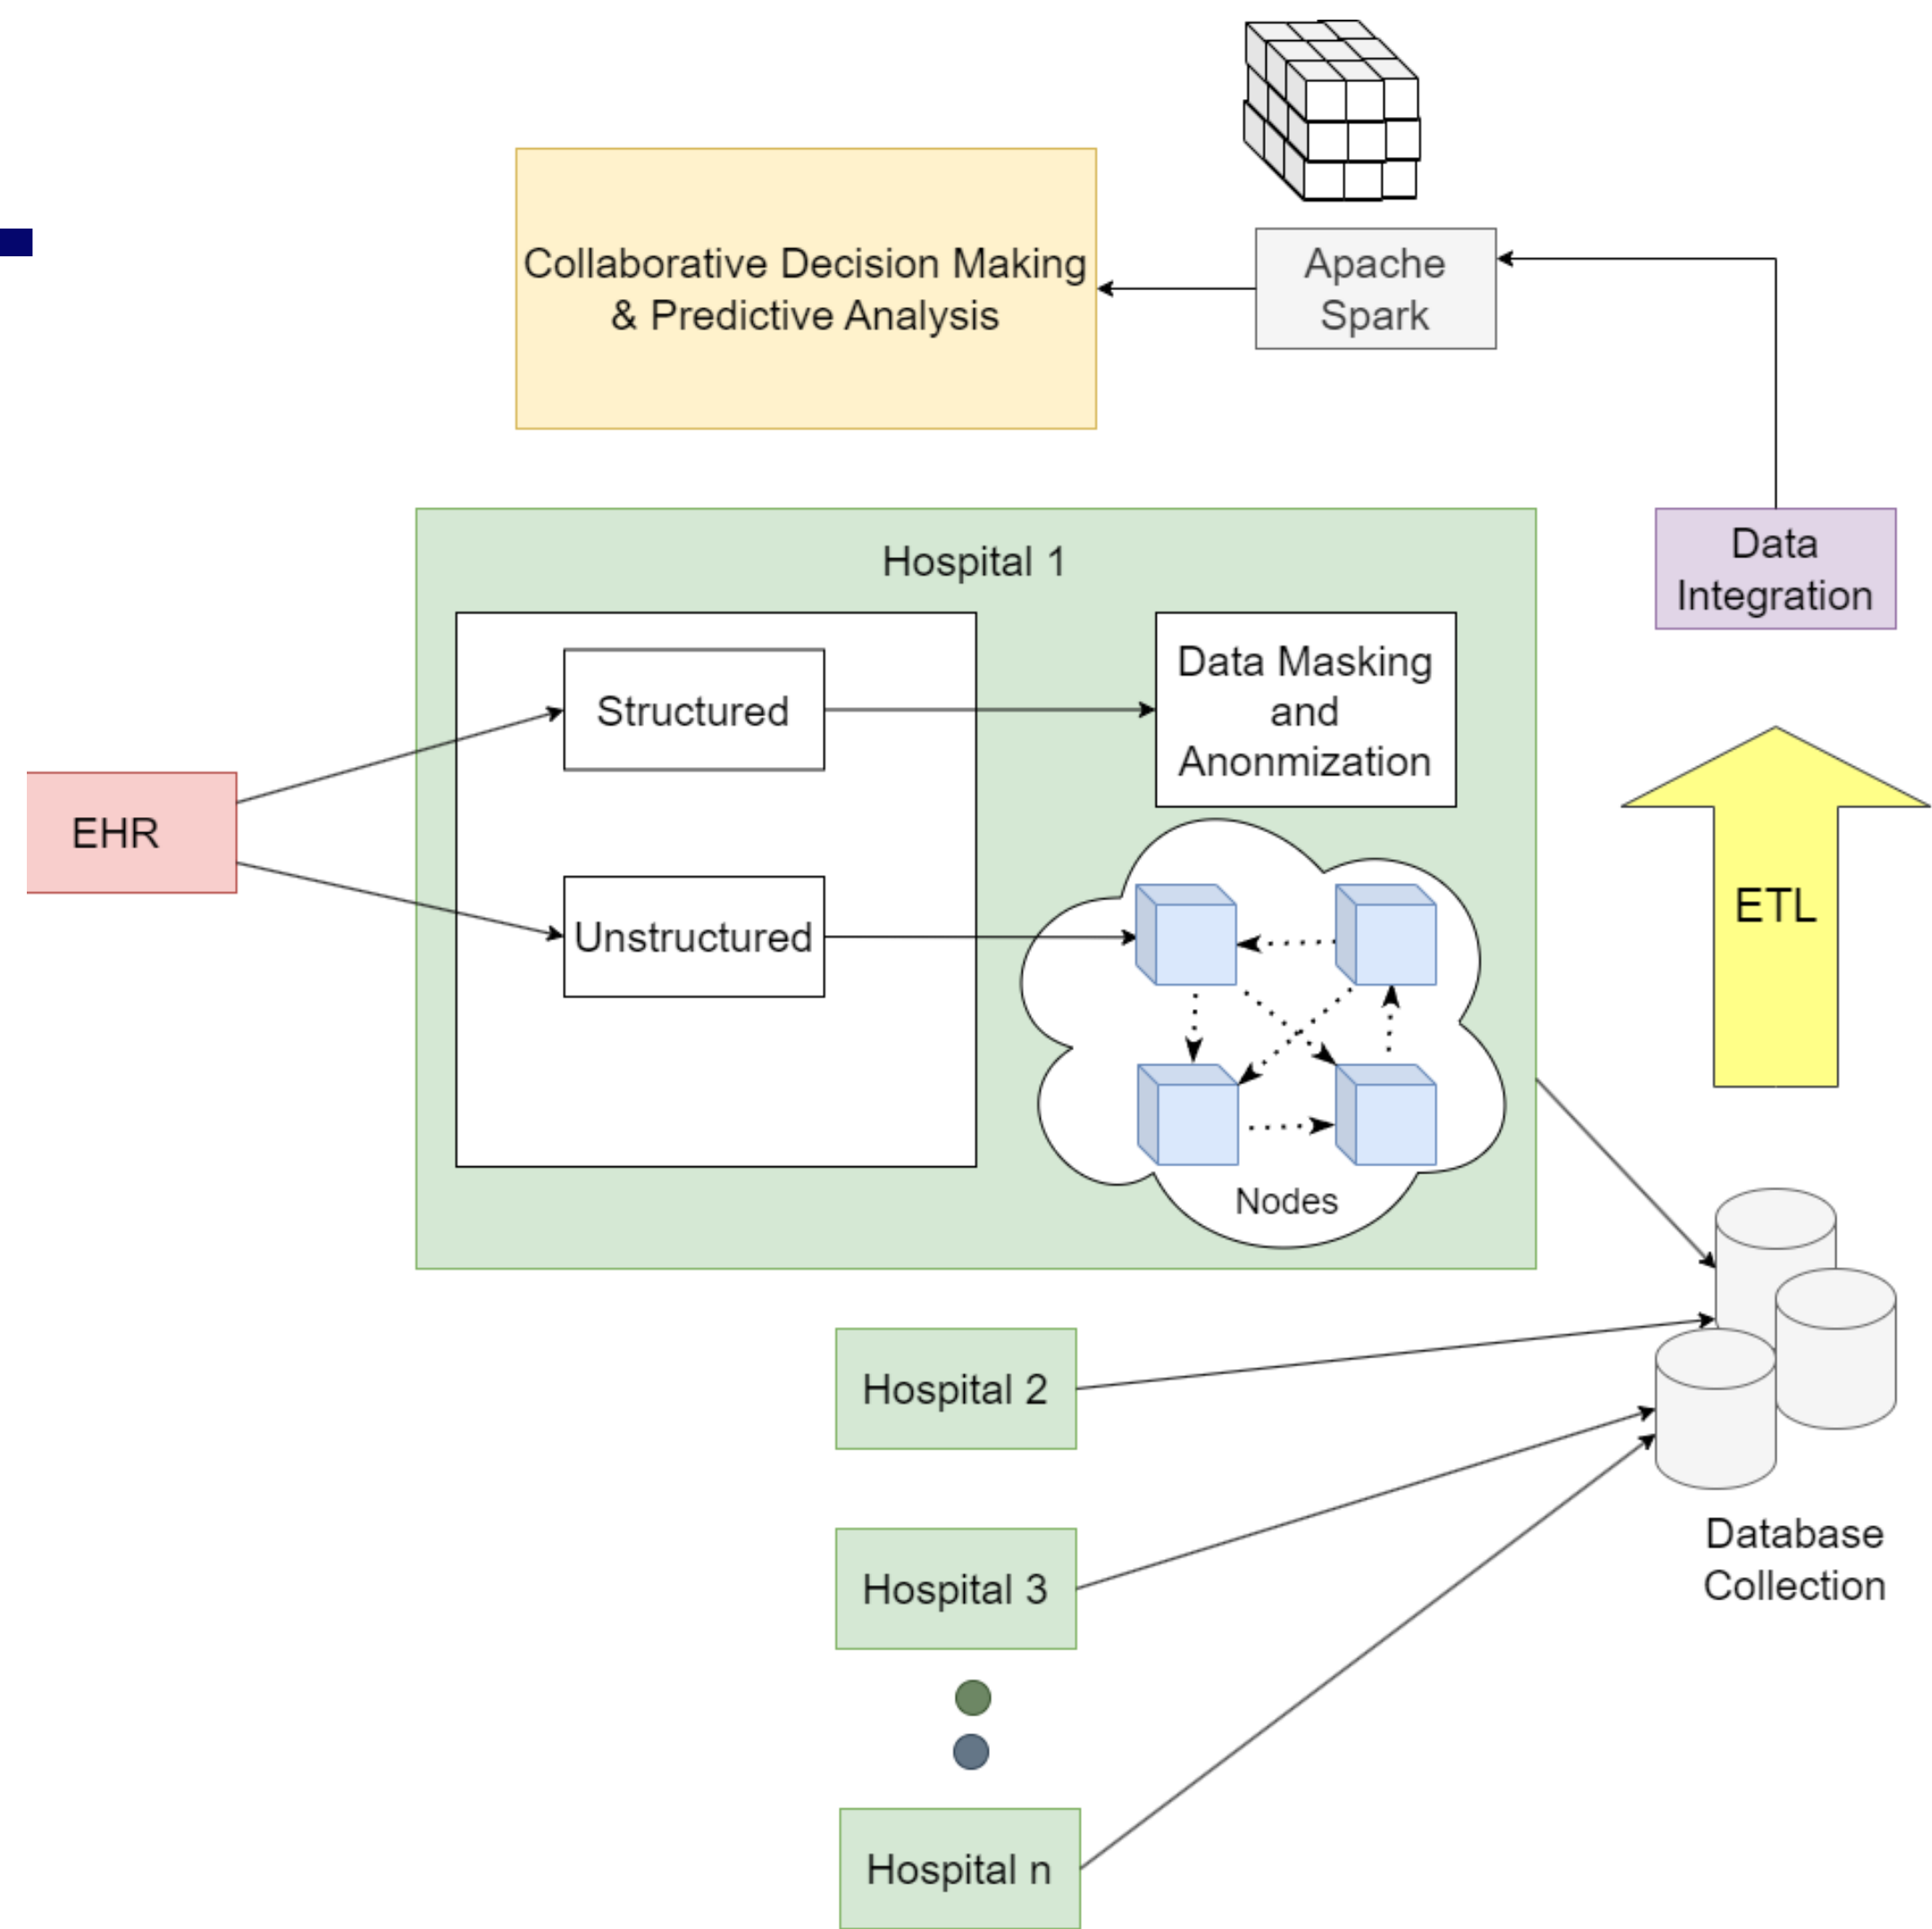 Collaborative Decision Making
& Predictive Analysis
Apache
Spark
Hospital 1
Data
Integration
Structured
Data Masking
and
Anonmization
EHR
Unstructured
ETL
Nodes
Hospital 2
Hospital 3
Database
Collection
Hospital n